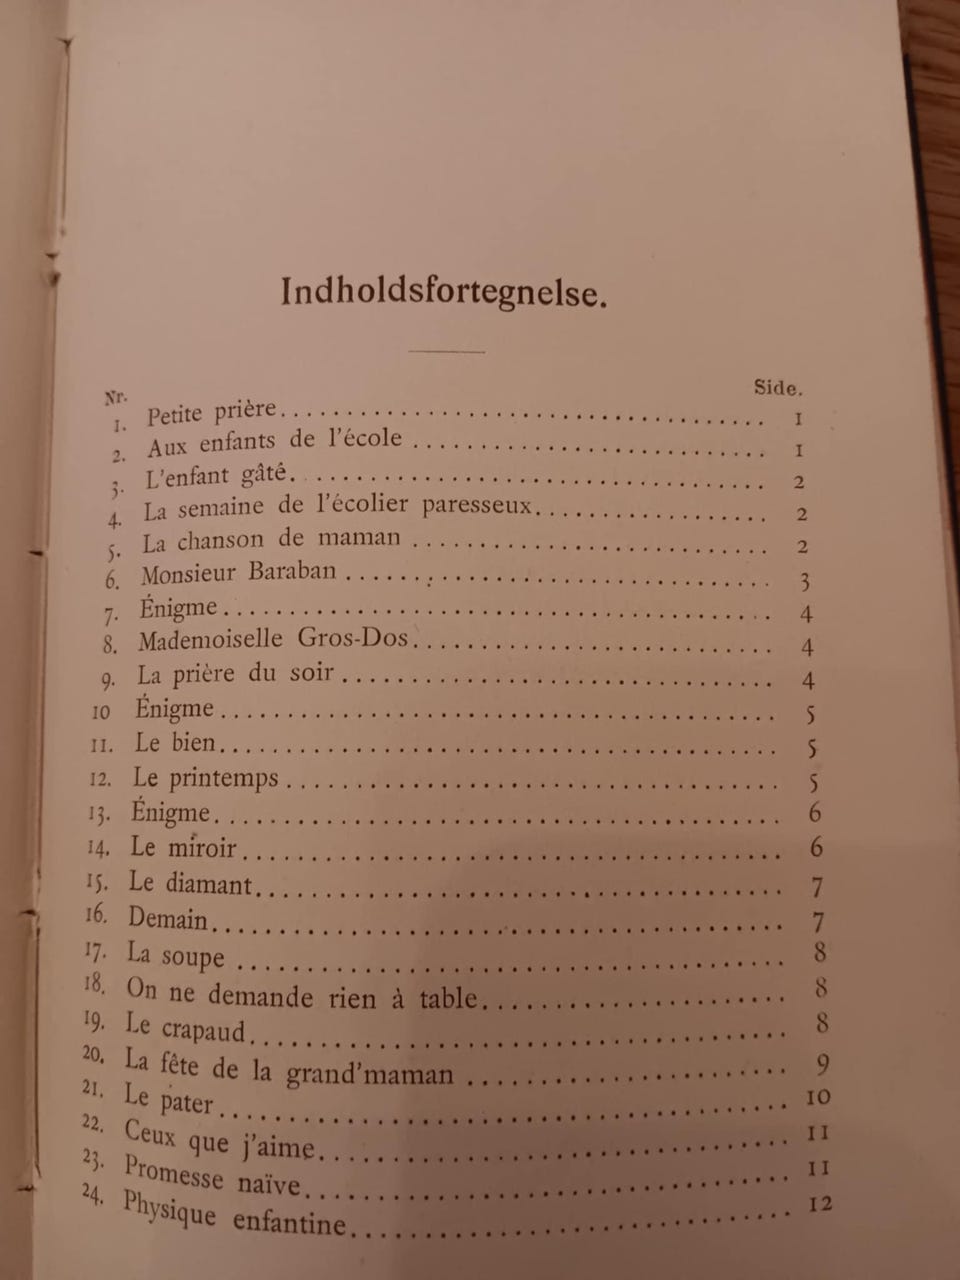 Indholdsfortegnelse.
Nr. Side.
1. Petite prière. 1
2. Aux enfants de l'école 1
3. L'enfant gâté. 2
4. La semaine de l'écolier paresseux. 2
5. La chanson de maman 2
6. Monsieur Baraban 3
7. Énigme 4
8. Mademoiselle Gros-Dos. 4
9. La prière du soir 4
10 Énigme 5
11. Le bien. 5
12. Le printemps 5
13. Énigme. 6
14. Le miroir. 6
15. Le diamant. 7
16. Demain. 7
17. La soupe 8
18. On ne demande rien à table. 8
19. Le crapaud. 8
20. La fête de la grand'maman 9
21. Le pater 10
22. Ceux que j'aime. 11
23. Promesse naïve. 11
24. Physique enfantine. 12